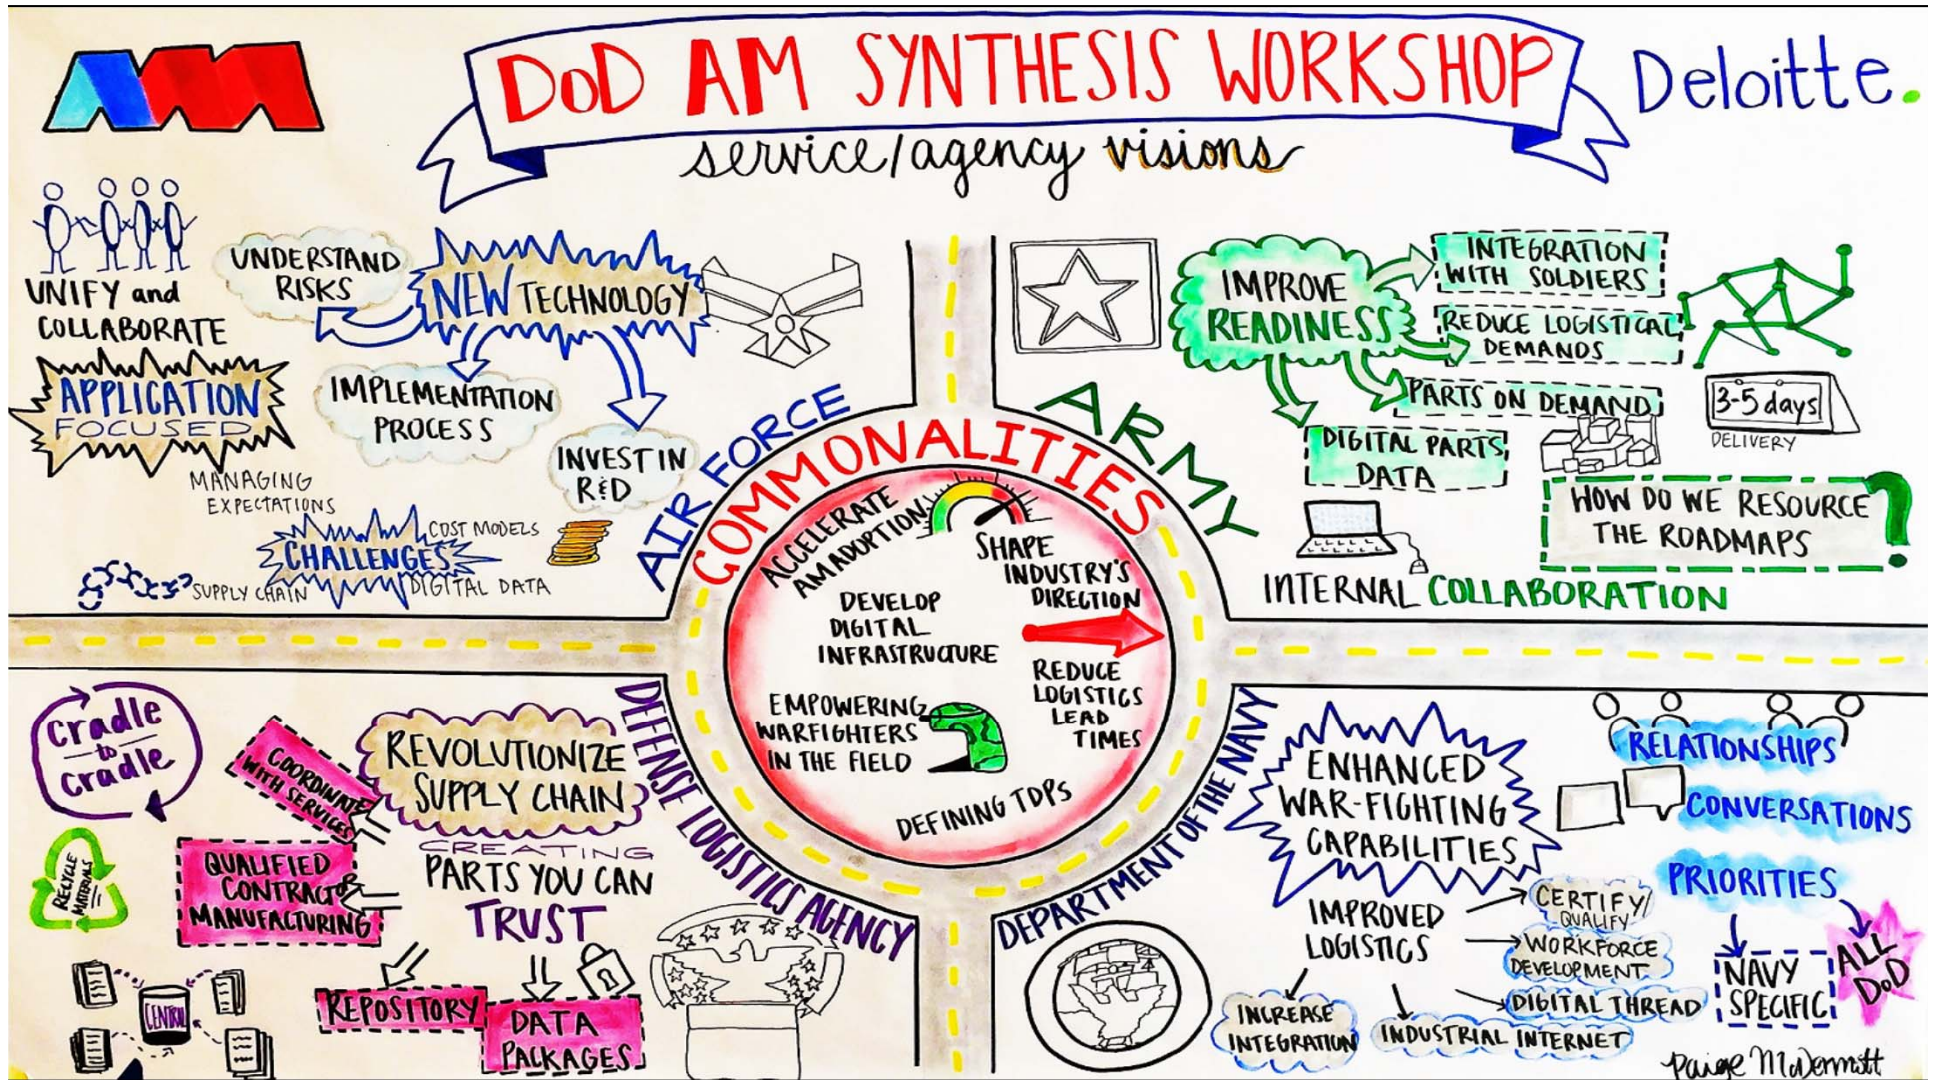 AM
DoD AM SYNTHESIS WORKSHOP
Deloitte.
service/agency visions
UNIFY and
COLLABORATE
APPLICATION
FOCUSED
UNDERSTAND
RISKS
NEW TECHNOLOGY
IMPLEMENTATION
PROCESS
INVEST IN
R&D
MANAGING
EXPECTATIONS
COST MODELS
CHALLENGES
SUPPLY CHAIN
DIGITAL DATA
AIR FORCE
ARMY
IMPROVE
READINESS
INTEGRATION
WITH SOLDIERS
REDUCE LOGISTICAL
DEMANDS
PARTS ON DEMAND
DIGITAL PARTS
DATA
3-5 days
DELIVERY
HOW DO WE RESOURCE
THE ROADMAPS
?
INTERNAL COLLABORATION
COMMONALITIES
ACCELERATE
AM ADOPTION
SHAPE
INDUSTRY'S
DIRECTION
DEVELOP
DIGITAL
INFRASTRUCTURE
REDUCE
LOGISTICS
LEAD
TIMES
EMPOWERING
WARFIGHTERS
IN THE FIELD
DEFINING TDPs
DEFENSE LOGISTICS AGENCY
Cradle
to
Cradle
RECYCLE
MATERIALS
COORDINATE
WITH SERVICES
REVOLUTIONIZE
SUPPLY CHAIN
CREATING
PARTS YOU CAN
TRUST
QUALIFIED
CONTRACT
MANUFACTURING
REPOSITORY
DATA
PACKAGES
CENTRAL
DEPARTMENT OF THE NAVY
ENHANCED
WAR-FIGHTING
CAPABILITIES
IMPROVED
LOGISTICS
CERTIFY/
QUALIFY
WORKFORCE
DEVELOPMENT
DIGITAL THREAD
INDUSTRIAL INTERNET
INCREASE
INTEGRATION
RELATIONSHIPS
CONVERSATIONS
PRIORITIES
NAVY
SPECIFIC
ALL
DoD
Paige McDermott